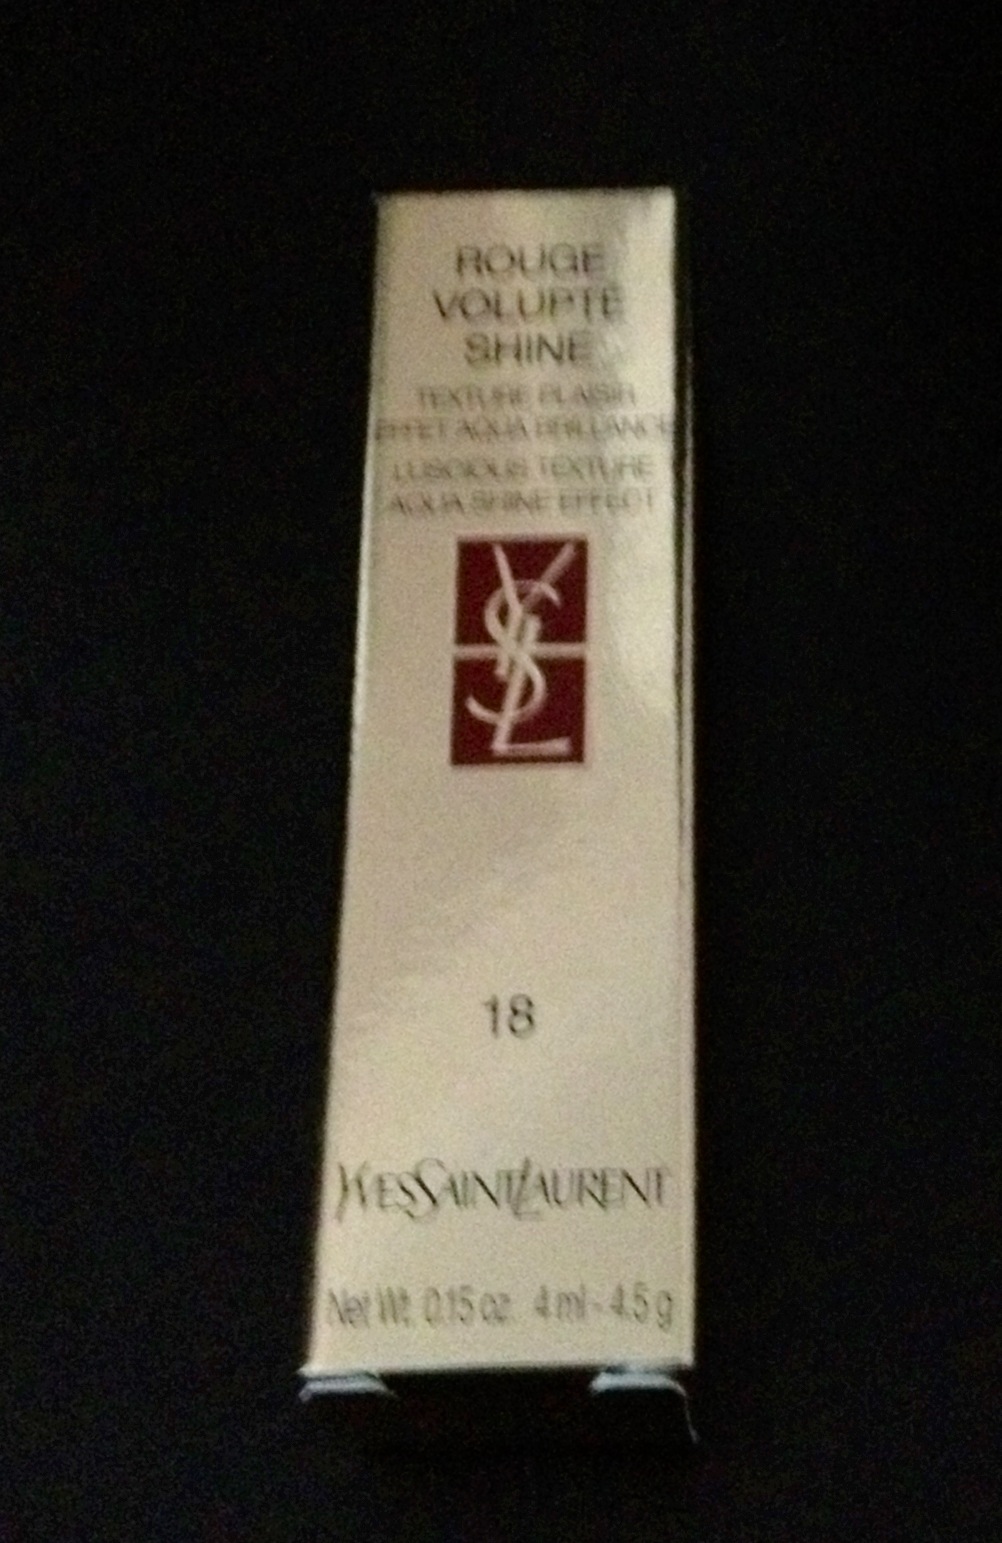 ROUGE
VOLUPTÉ
SHINE
TEXTURE PLAISIR
EFFET AQUA BRILLANCE
LUSCIOUS TEXTURE
AQUA SHINE EFFECT
YSL
18
YVESSAINTLAURENT
Net Wt. 0.15 oz. 4 ml - 4.5 g